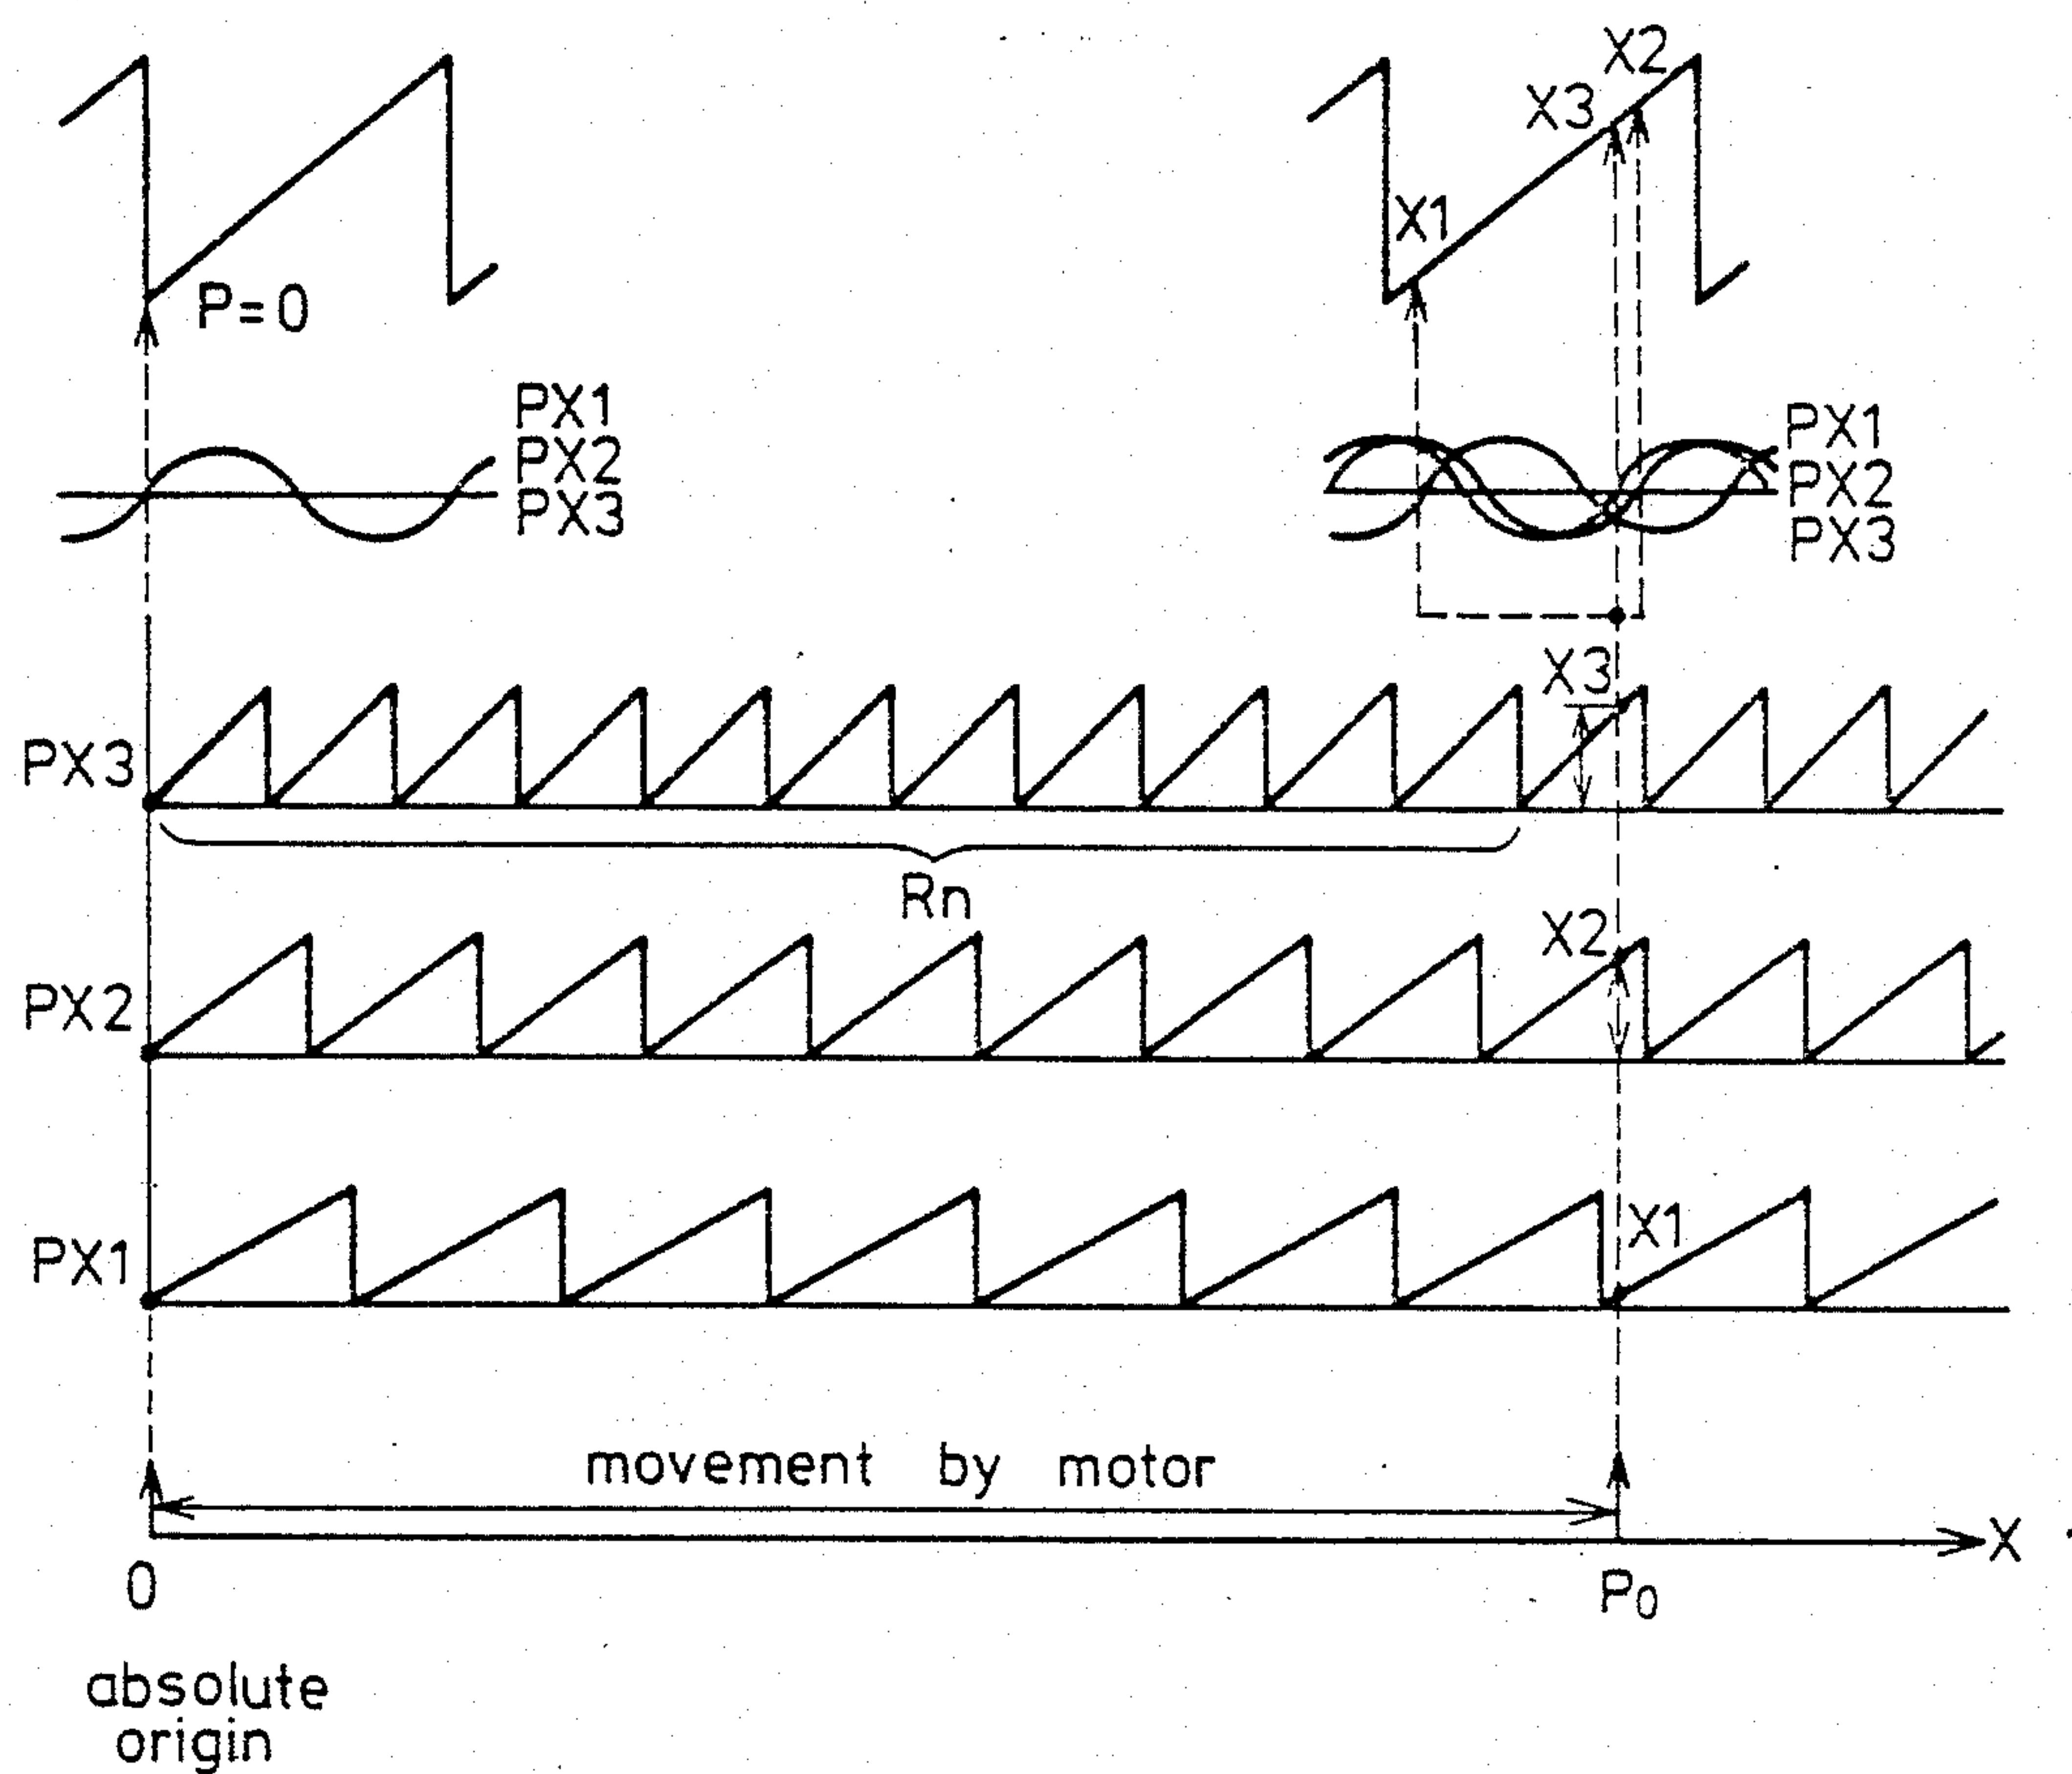 X2
X3
X1
P=0
PX1
PX2
PX3
PX1
PX2
PX3
X3
PX3
Rn
X2
PX2
X1
PX1
movement by motor
X
0
P0
absolute
origin